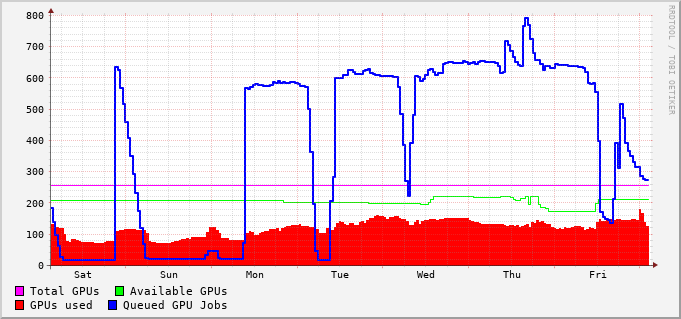 RRDTOOL / TOBI OETIKER
800
700
600
500
400
300
200
100
0
Sat Sun Mon Tue Wed Thu Fri
Total GPUs Available GPUs
GPUs used Queued GPU Jobs